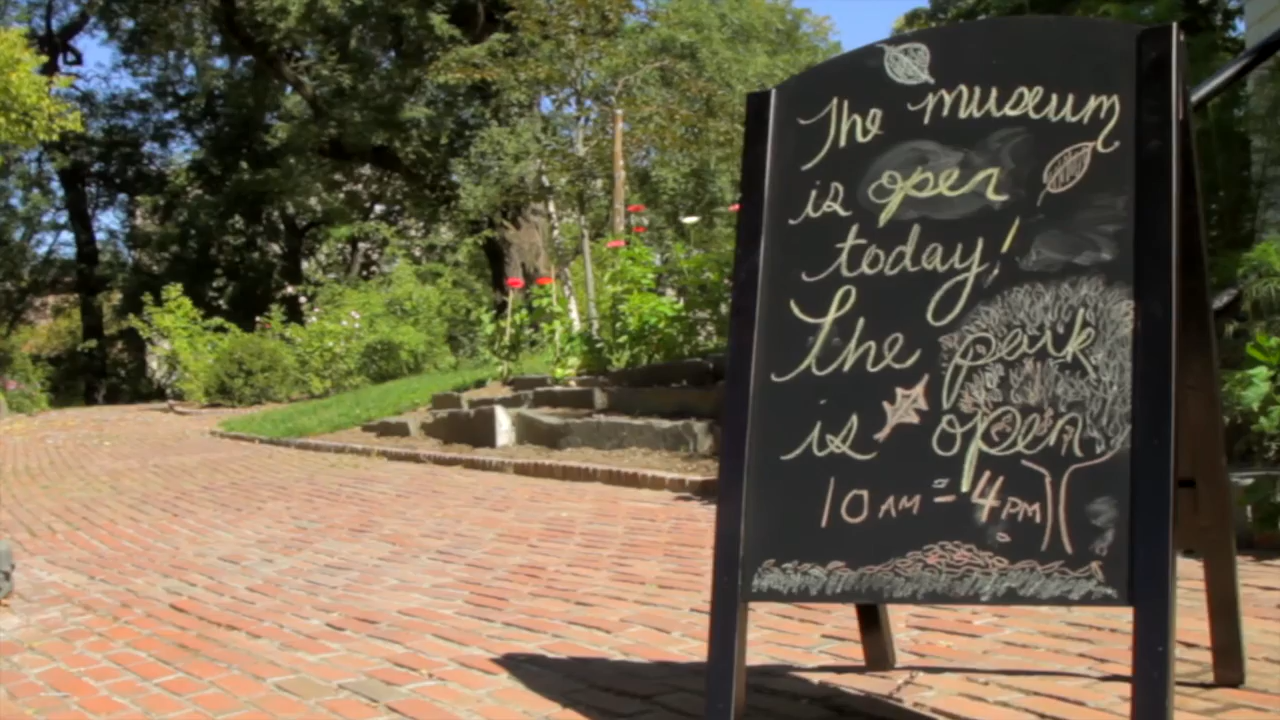 The museum
is open
today!
The park
is open
10AM = 4PM